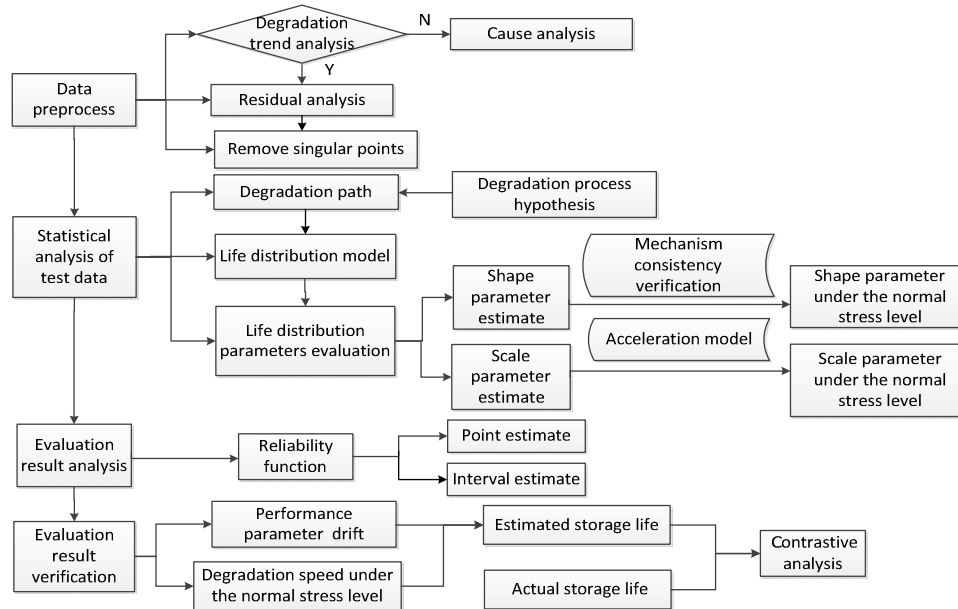 Degradation
trend analysis
N
Cause analysis
Y
Data
preprocess
Residual analysis
Remove singular points
Degradation path
Degradation process
hypothesis
Statistical
analysis of
test data
Life distribution model
Mechanism
consistency
verification
Shape
parameter
estimate
Shape parameter
under the normal
stress level
Life distribution
parameters evaluation
Acceleration model
Scale
parameter
estimate
Scale parameter
under the normal
stress level
Evaluation
result analysis
Reliability
function
Point estimate
Interval estimate
Evaluation
result
verification
Performance
parameter drift
Estimated storage life
Contrastive
analysis
Degradation speed under
the normal stress level
Actual storage life